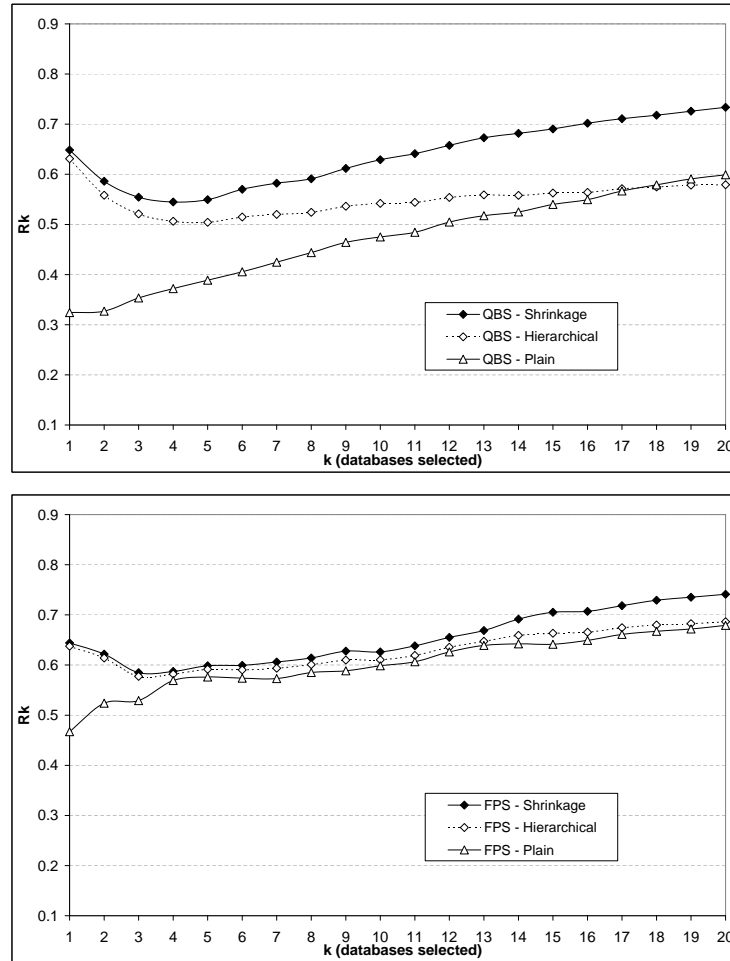 0.9
0.8
0.7
0.6
0.5
0.4
0.3
0.2
0.1
Rk
QBS - Shrinkage
QBS - Hierarchical
QBS - Plain
1 2 3 4 5 6 7 8 9 10 11 12 13 14 15 16 17 18 19 20
k (databases selected)
0.9
0.8
0.7
0.6
0.5
0.4
0.3
0.2
0.1
Rk
FPS - Shrinkage
FPS - Hierarchical
FPS - Plain
1 2 3 4 5 6 7 8 9 10 11 12 13 14 15 16 17 18 19 20
k (databases selected)